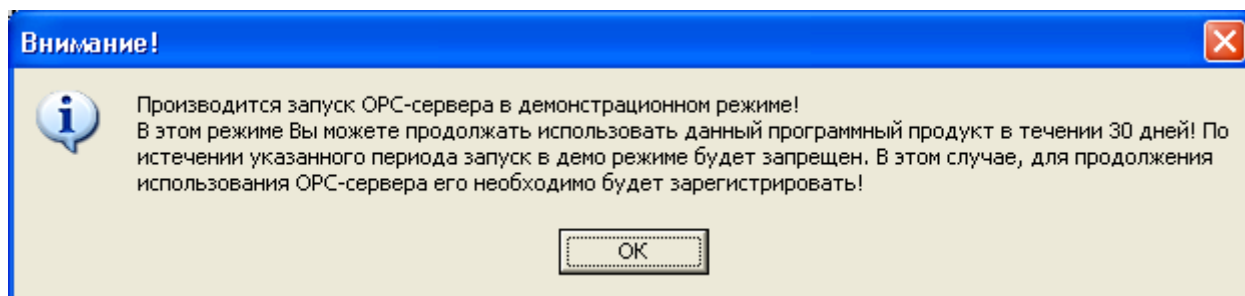 Внимание!
Производится запуск OPC-сервера в демонстрационном режиме!
В этом режиме Вы можете продолжать использовать данный программный продукт в течении 30 дней! По
истечении указанного периода запуск в демо режиме будет запрещен. В этом случае, для продолжения
использования OPC-сервера его необходимо будет зарегистрировать!
OK